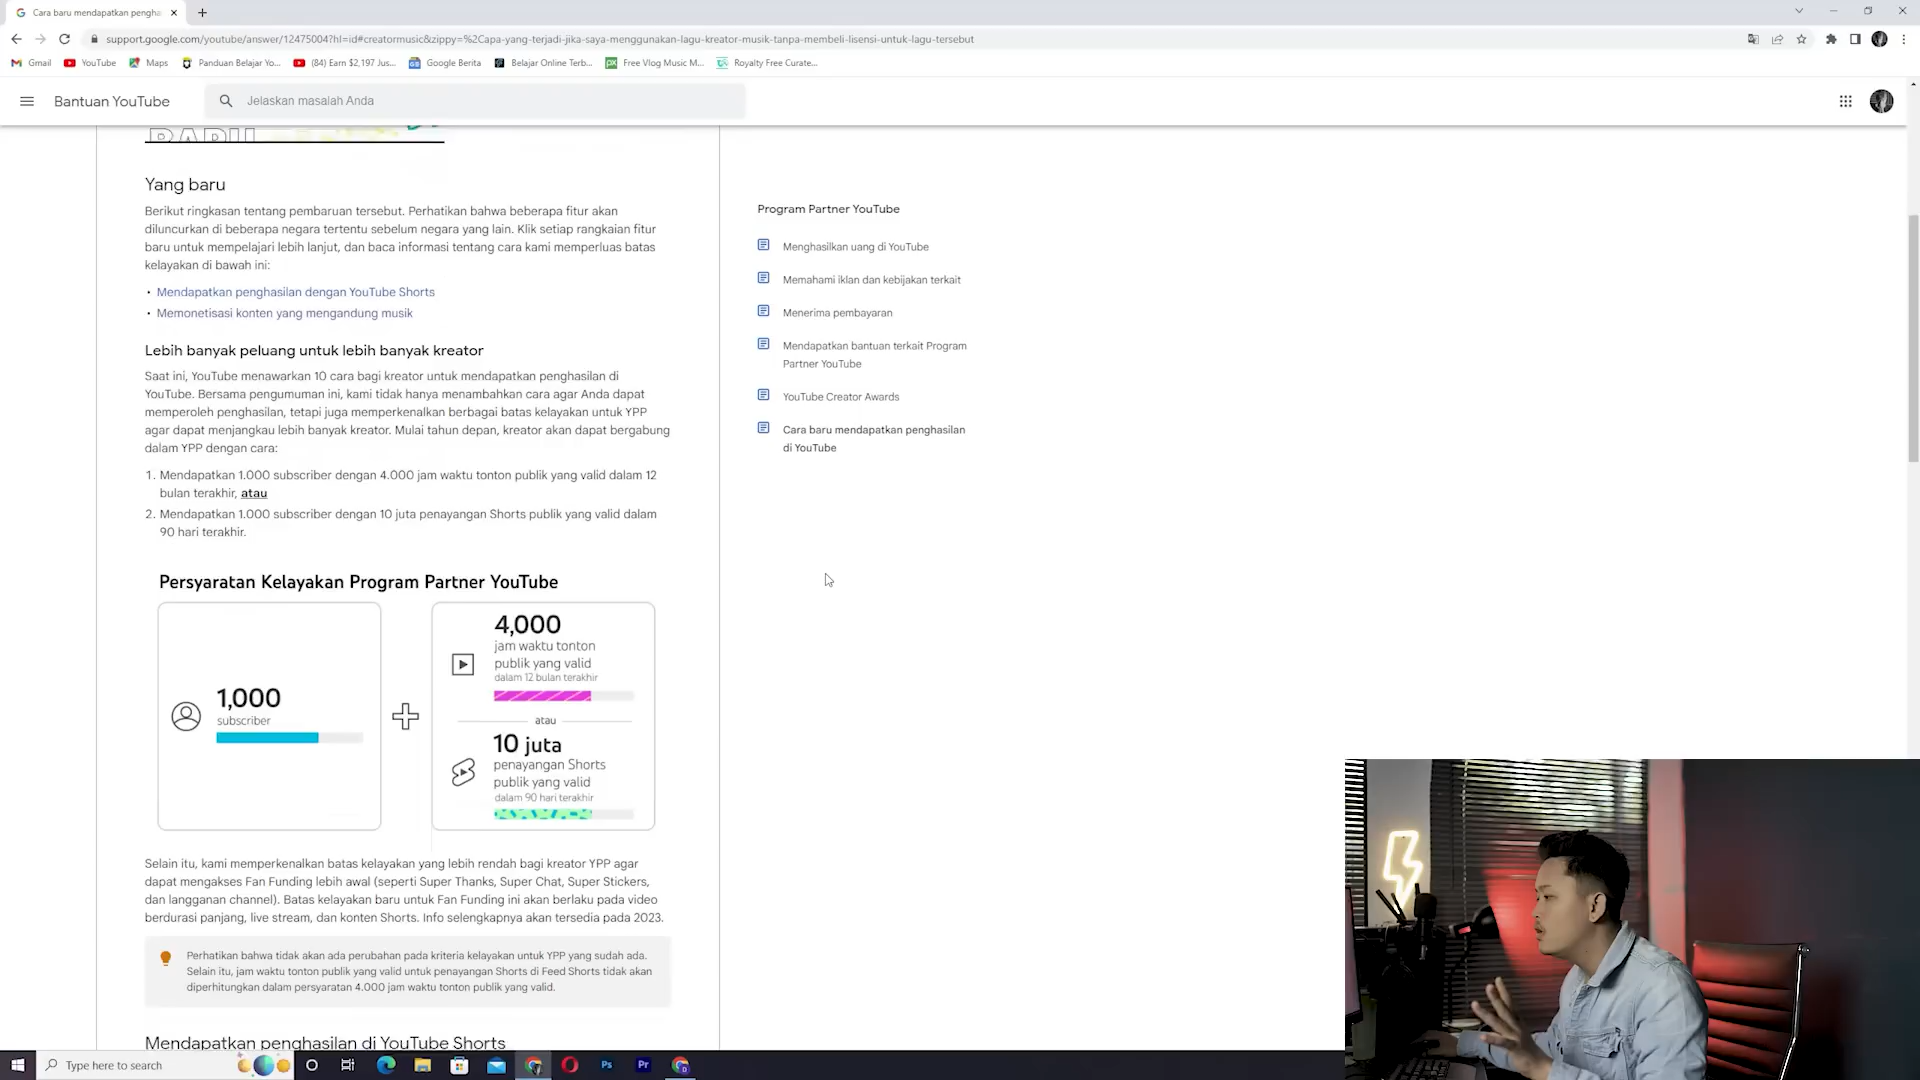 Cara baru mendapatkan pengha
support.google.com/youtube/answer/12475004?hl=id#creatormusic&zippy=%2Capa-yang-terjadi-jika-saya-menggunakan-lagu-kreator-musik-tanpa-membeli-lisensi-untuk-lagu-tersebut
Gmail YouTube Maps Panduan Belajar Yo... (84) Earn $2,197 Jus... Google Berita Belajar Online Terb... Free Vlog Music M... Royalty Free Curate...
Bantuan YouTube
Jelaskan masalah Anda
BARU
Yang baru
Berikut ringkasan tentang pembaruan tersebut. Perhatikan bahwa beberapa fitur akan
diluncurkan di beberapa negara tertentu sebelum negara yang lain. Klik setiap rangkaian fitur
baru untuk mempelajari lebih lanjut, dan baca informasi tentang cara kami memperluas batas
kelayakan di bawah ini:
• Mendapatkan penghasilan dengan YouTube Shorts
• Memonetisasi konten yang mengandung musik
Lebih banyak peluang untuk lebih banyak kreator
Saat ini, YouTube menawarkan 10 cara bagi kreator untuk mendapatkan penghasilan di
YouTube. Bersama pengumuman ini, kami tidak hanya menambahkan cara agar Anda dapat
memperoleh penghasilan, tetapi juga memperkenalkan berbagai batas kelayakan untuk YPP
agar dapat menjangkau lebih banyak kreator. Mulai tahun depan, kreator akan dapat bergabung
dalam YPP dengan cara:
1. Mendapatkan 1.000 subscriber dengan 4.000 jam waktu tonton publik yang valid dalam 12
bulan terakhir, atau
2. Mendapatkan 1.000 subscriber dengan 10 juta penayangan Shorts publik yang valid dalam
90 hari terakhir.
Persyaratan Kelayakan Program Partner YouTube
1,000
subscriber
4,000
jam waktu tonton
publik yang valid
dalam 12 bulan terakhir
atau
10 juta
penayangan Shorts
publik yang valid
dalam 90 hari terakhir
Selain itu, kami memperkenalkan batas kelayakan yang lebih rendah bagi kreator YPP agar
dapat mengakses Fan Funding lebih awal (seperti Super Thanks, Super Chat, Super Stickers,
dan langganan channel). Batas kelayakan baru untuk Fan Funding ini akan berlaku pada video
berdurasi panjang, live stream, dan konten Shorts. Info selengkapnya akan tersedia pada 2023.
Perhatikan bahwa tidak akan ada perubahan pada kriteria kelayakan untuk YPP yang sudah ada.
Selain itu, jam waktu tonton publik yang valid untuk penayangan Shorts di Feed Shorts tidak akan
diperhitungkan dalam persyaratan 4.000 jam waktu tonton publik yang valid.
Mendapatkan penghasilan di YouTube Shorts
Program Partner YouTube
Menghasilkan uang di YouTube
Memahami iklan dan kebijakan terkait
Menerima pembayaran
Mendapatkan bantuan terkait Program
Partner YouTube
YouTube Creator Awards
Cara baru mendapatkan penghasilan
di YouTube
Type here to search
Ps
Pr